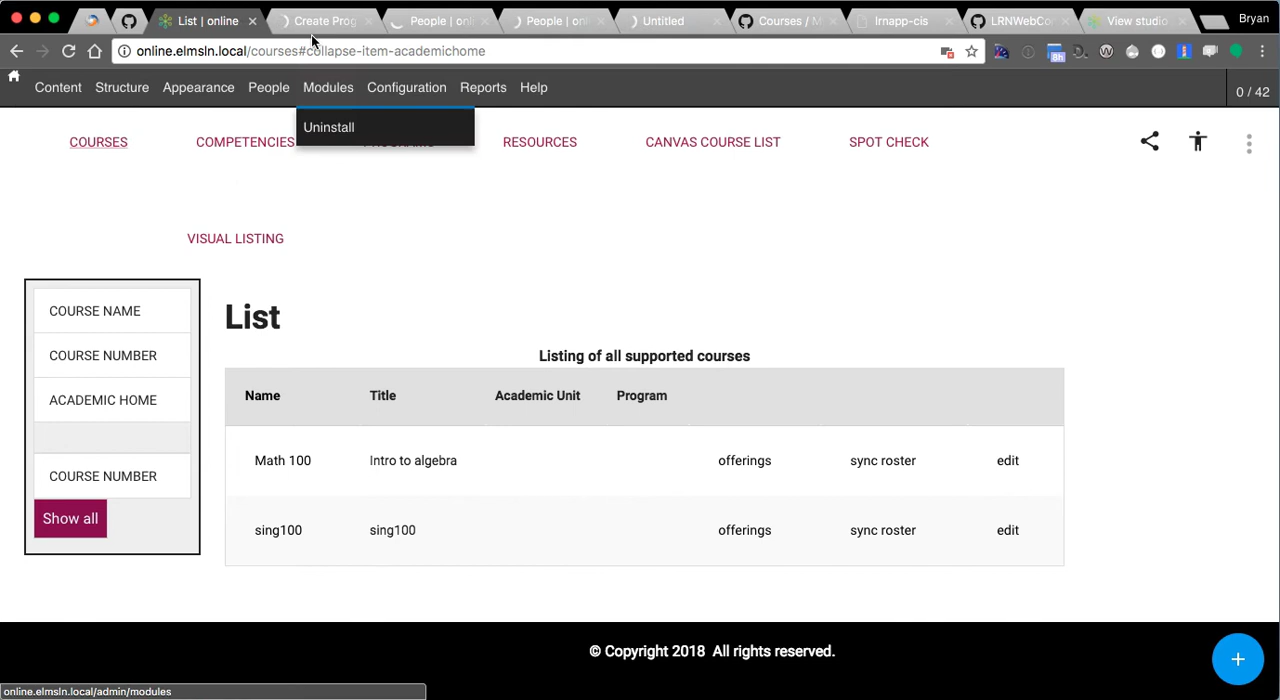 List | online
Create Prog
People | onli
People | onli
Untitled
Courses / M
lrnapp-cis
LRNWebCor
View studio
Bryan
online.elmsln.local/courses#collapse-item-academichome
Content Structure Appearance People Modules Configuration Reports Help
0 / 42
Uninstall
COURSES COMPETENCIES RESOURCES CANVAS COURSE LIST SPOT CHECK
VISUAL LISTING
COURSE NAME
COURSE NUMBER
ACADEMIC HOME
COURSE NUMBER
Show all
List
Listing of all supported courses
Name Title Academic Unit Program
Math 100 Intro to algebra offerings sync roster edit
sing100 sing100 offerings sync roster edit
© Copyright 2018 All rights reserved.
online.elmsln.local/admin/modules